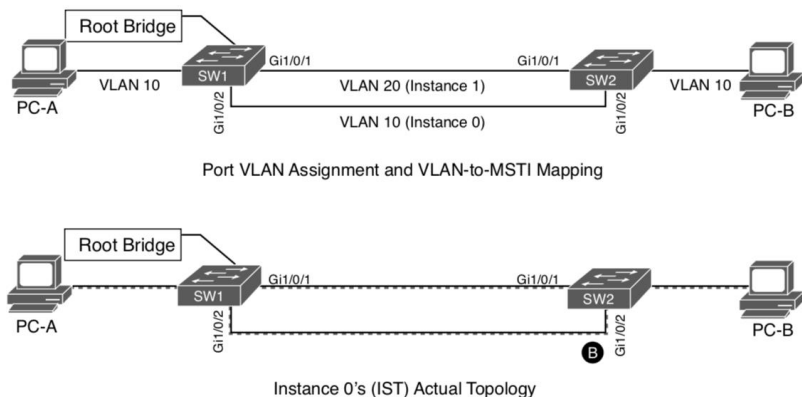 Root Bridge
Gi1/0/1
Gi1/0/1
SW1
SW2
VLAN 10
VLAN 20 (Instance 1)
VLAN 10
PC-A
Gi1/0/2
VLAN 10 (Instance 0)
Gi1/0/2
PC-B
Port VLAN Assignment and VLAN-to-MSTI Mapping
Root Bridge
Gi1/0/1
Gi1/0/1
SW1
SW2
PC-A
Gi1/0/2
B
Gi1/0/2
PC-B
Instance 0's (IST) Actual Topology